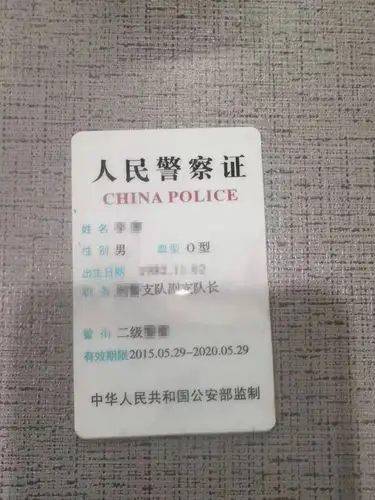 人民警察证
CHINA POLICE
姓名
性别 男 血型 O型
出生日期
职务 支队副支队长
警衔 二级
有效期限2015.05.29-2020.05.29
中华人民共和国公安部监制